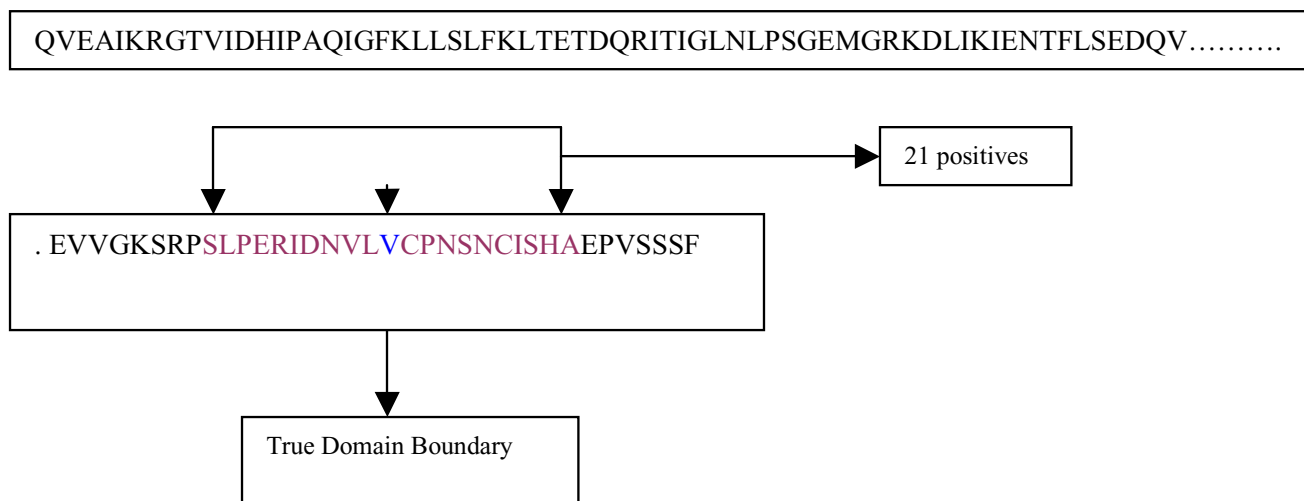 QVEAIKRGTVIDHIPAQIGFKLLSLFKLTETDQRITIGLNLPSGEMGRKDLIKIENTFLSEDQV……….
21 positives
. EVVGKSRPSLPERIDNVLVCPNSNCISHAEPVSSSF
True Domain Boundary